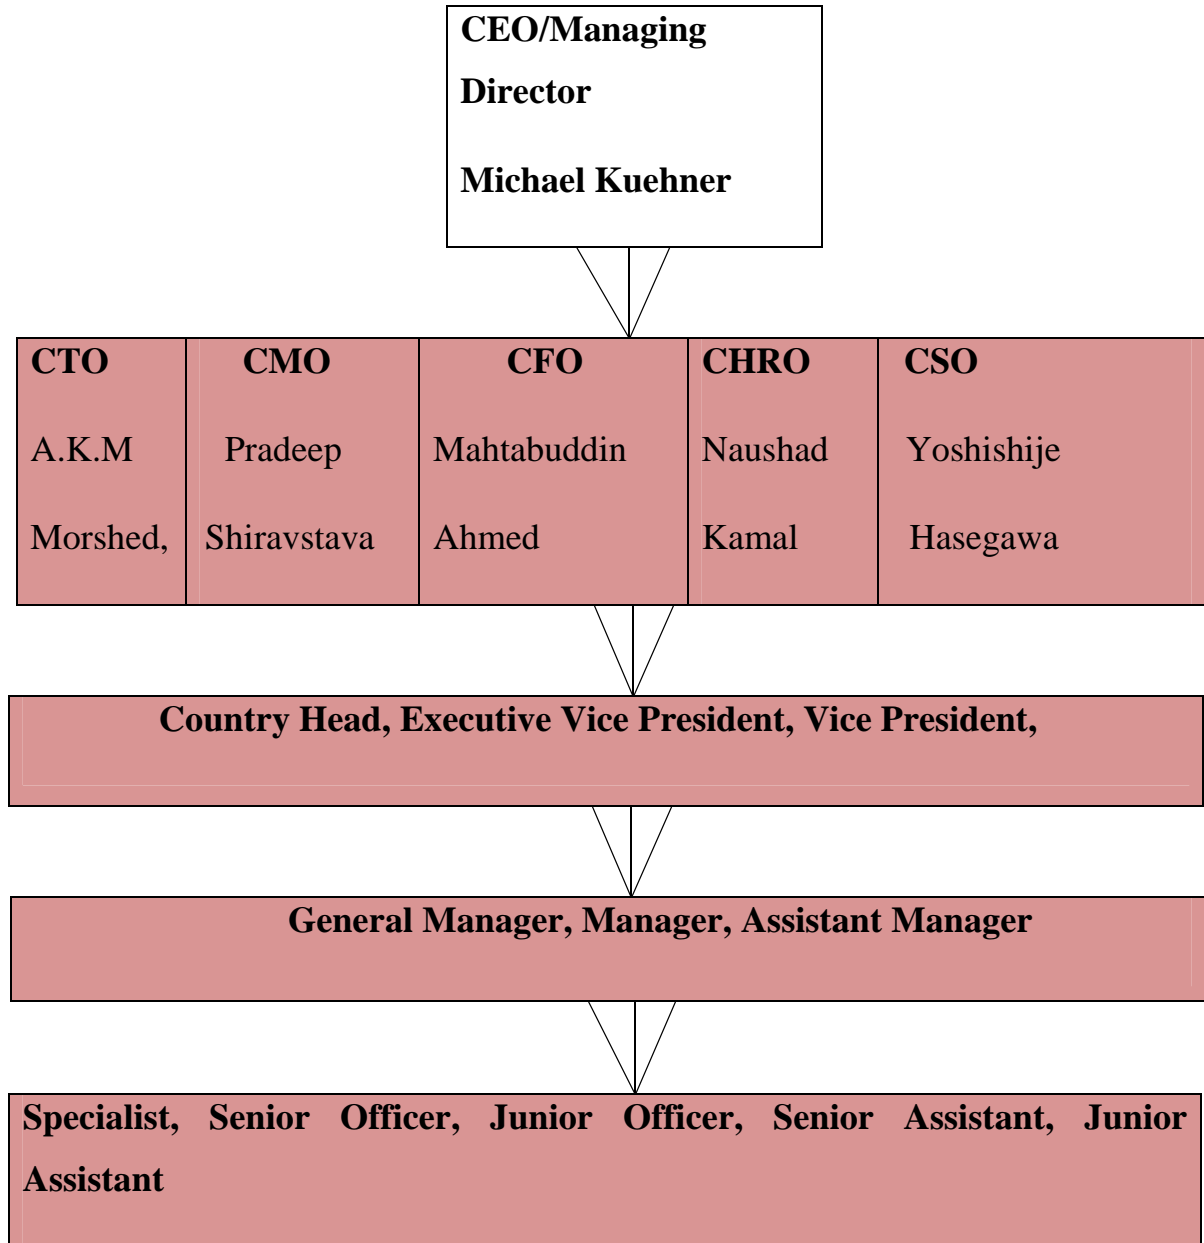 CEO/Managing
Director
Michael Kuehner
CTO
A.K.M
Morshed,
CMO
Pradeep
Shiravstava
CFO
Mahtabuddin
Ahmed
CHRO
Naushad
Kamal
CSO
Yoshishije
Hasegawa
Country Head, Executive Vice President, Vice President,
General Manager, Manager, Assistant Manager
Specialist, Senior Officer, Junior Officer, Senior Assistant, Junior
Assistant